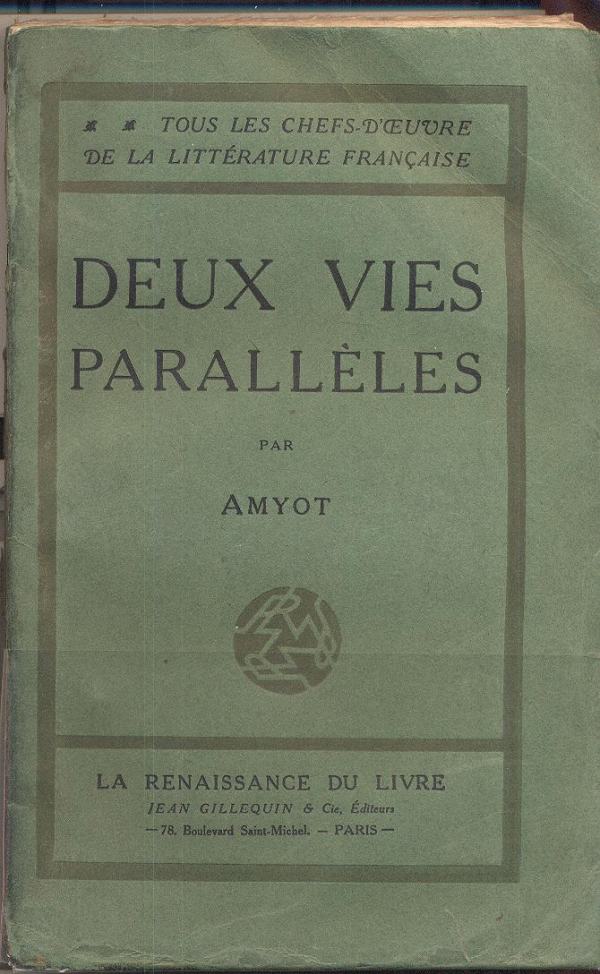 TOUS LES CHEFS-D'ŒUVRE
DE LA LITTÉRATURE FRANÇAISE
DEUX VIES
PARALLÈLES
PAR
AMYOT
LA RENAISSANCE DU LIVRE
JEAN GILLEQUIN & Cie, Éditeurs
— 78, Boulevard Saint-Michel. — PARIS —